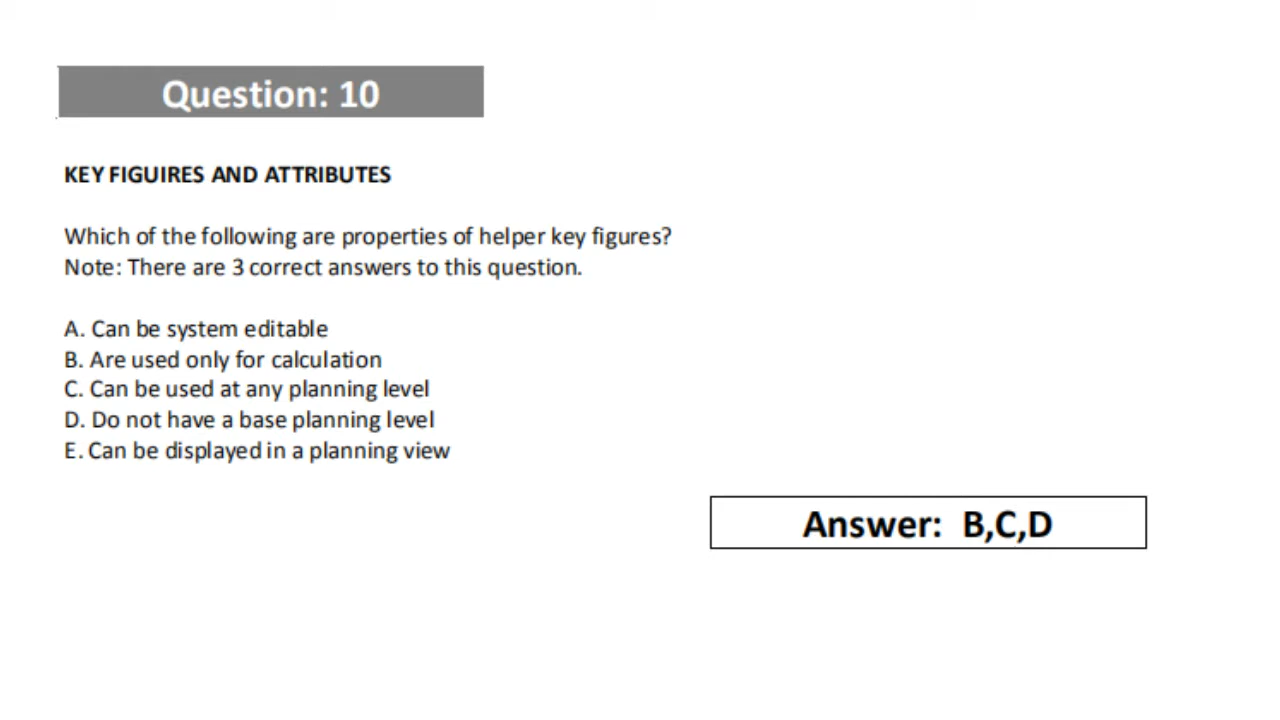 Question: 10
KEY FIGUIRES AND ATTRIBUTES
Which of the following are properties of helper key figures?
Note: There are 3 correct answers to this question.
A. Can be system editable
B. Are used only for calculation
C. Can be used at any planning level
D. Do not have a base planning level
E. Can be displayed in a planning view
Answer: B,C,D